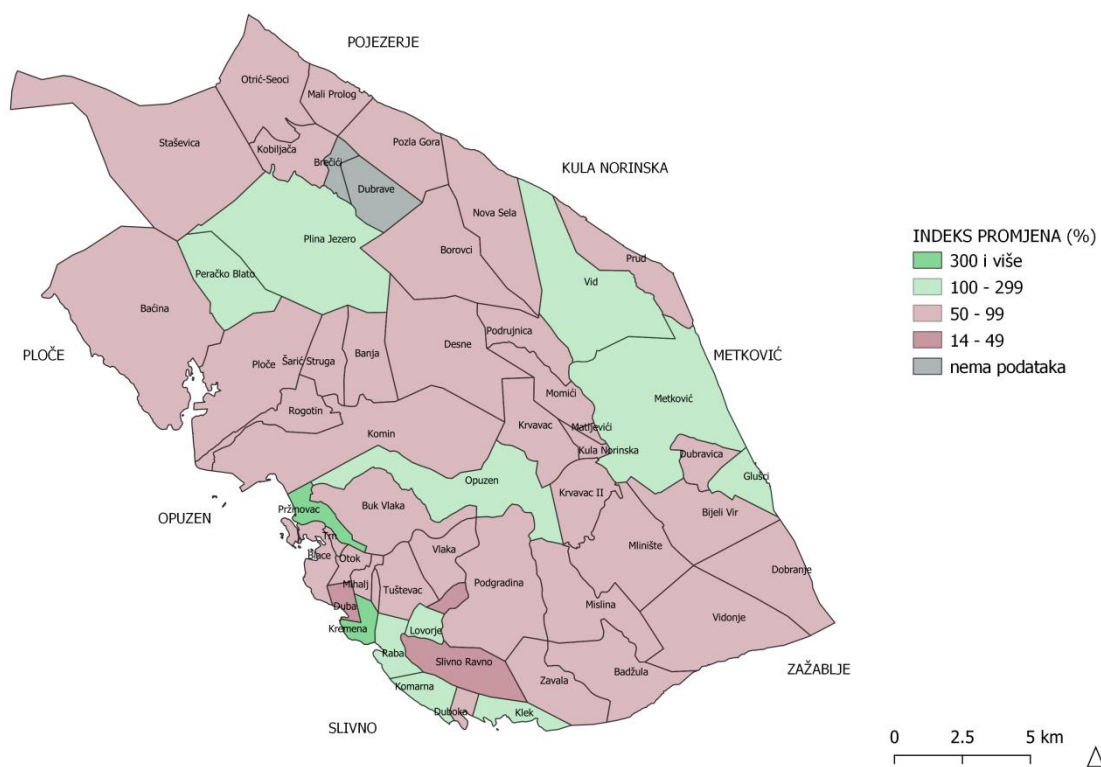 POJEZERJE
Otrić-Seoci
Mali Prolog
Staševica
Kobiljača
Pozla Gora
Brečići
Dubrave
KULA NORINSKA
Nova Sela
Plina Jezero
Borovci
Prud
Peračko Blato
Vid
INDEKS PROMJENA (%)
300 i više
100 - 299
50 - 99
14 - 49
nema podataka
Baćina
Podrujnica
Desne
PLOČE
METKOVIĆ
Ploče
Šarić Struga
Banja
Momići
Metković
Rogotin
Krvavac
Matijevići
Komin
Kula Norinska
Dubravica
Glušci
Opuzen
Krvavac II
Buk Vlaka
Pržinovac
OPUZEN
Bijeli Vir
Trn
Blace
Otok
Vlaka
Mlinište
Mihalj
Tuštevac
Podgradina
Dobranje
Duba
Mislina
Vidonje
Kremena
Lovorje
Raba
Slivno Ravno
Badžula
ZAŽABLJE
Zavala
Komarna
Duboka
Klek
SLIVNO
0 2.5 5 km